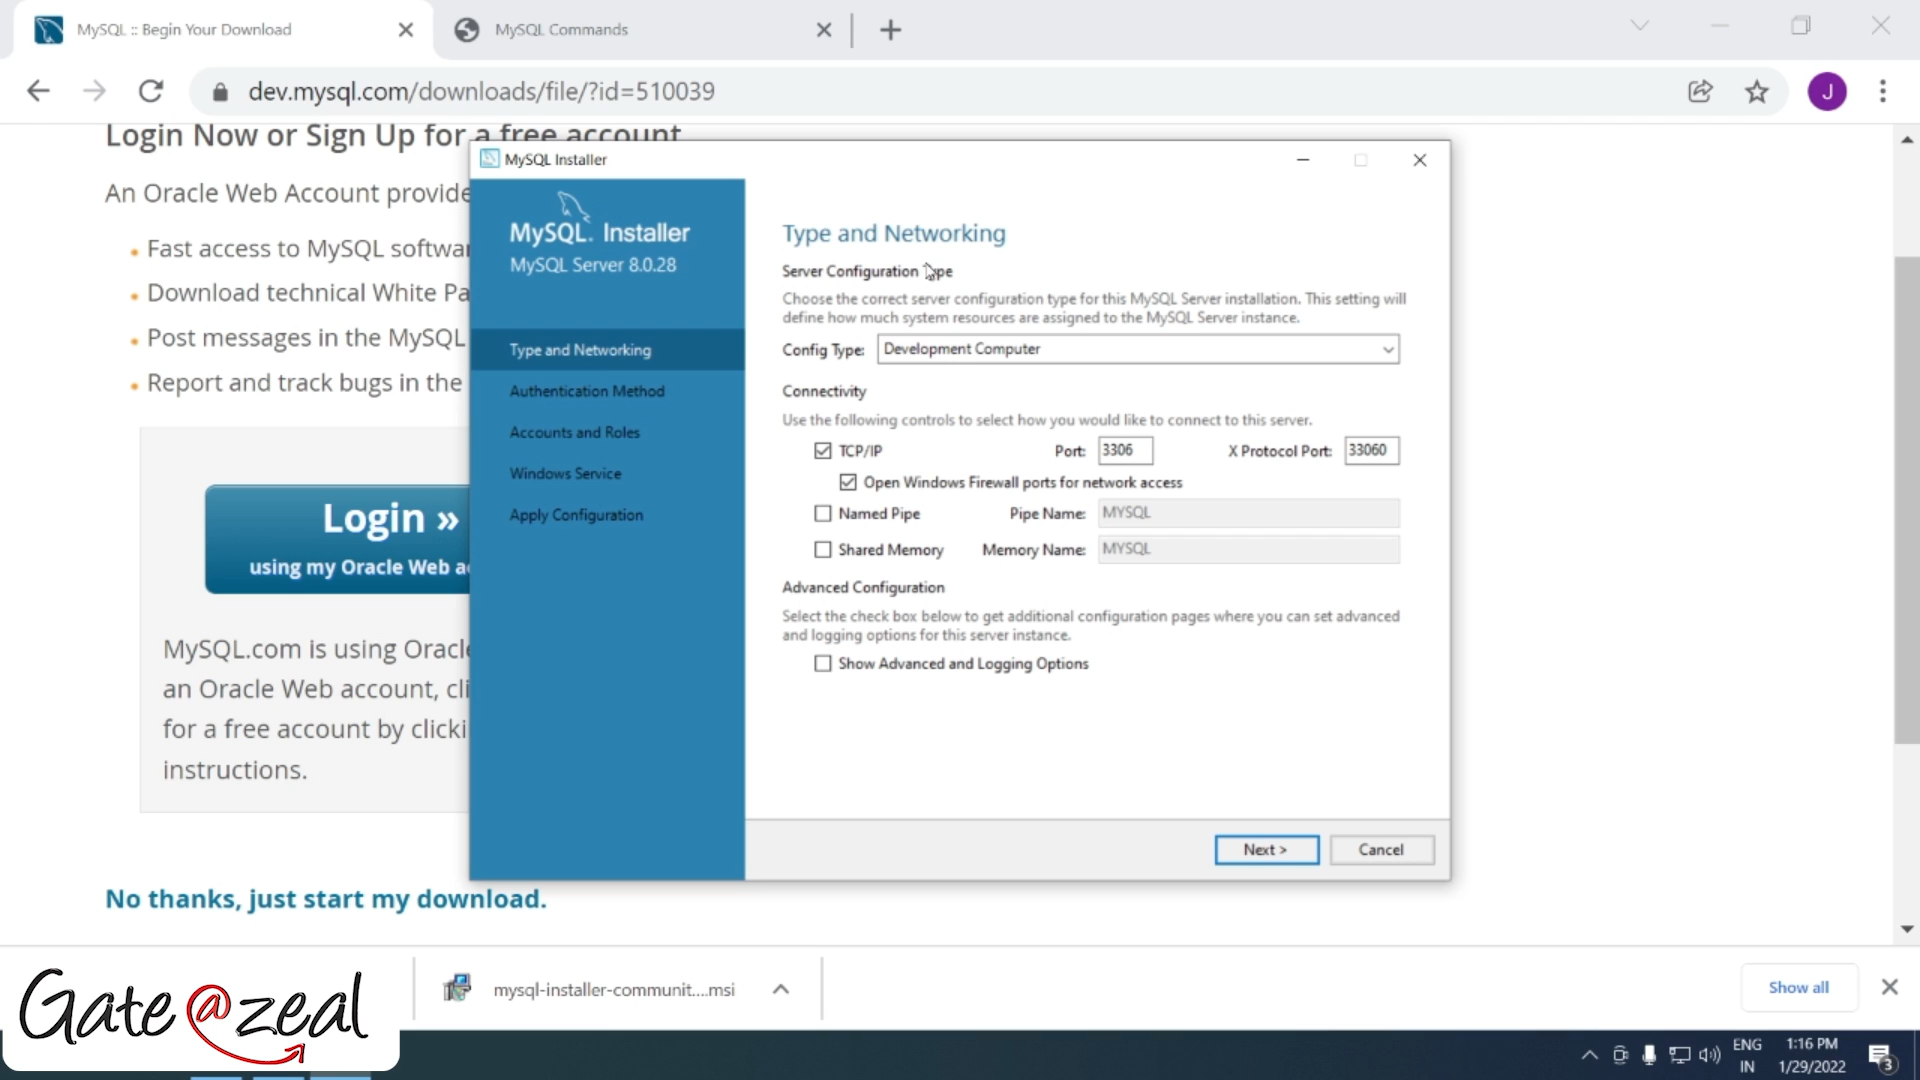 MySQL :: Begin Your Download
MySQL Commands
dev.mysql.com/downloads/file/?id=510039
J
Login Now or Sign Up for a free account
An Oracle Web Account provide
Fast access to MySQL softwar
Download technical White Pa
Post messages in the MySQL
Report and track bugs in the
Login »
using my Oracle Web a
MySQL.com is using Oracle
an Oracle Web account, cli
for a free account by clicki
instructions.
No thanks, just start my download.
MySQL Installer
MySQL. Installer
MySQL Server 8.0.28
Type and Networking
Authentication Method
Accounts and Roles
Windows Service
Apply Configuration
Type and Networking
Server Configuration Type
Choose the correct server configuration type for this MySQL Server installation. This setting will
define how much system resources are assigned to the MySQL Server instance.
Config Type: Development Computer
Connectivity
Use the following controls to select how you would like to connect to this server.
TCP/IP Port: 3306 X Protocol Port: 33060
Open Windows Firewall ports for network access
Named Pipe Pipe Name: MYSQL
Shared Memory Memory Name: MYSQL
Advanced Configuration
Select the check box below to get additional configuration pages where you can set advanced
and logging options for this server instance.
Show Advanced and Logging Options
Next > Cancel
Gate@zeal
mysql-installer-communit....msi
Show all
ENG
IN
1:16 PM
1/29/2022
3